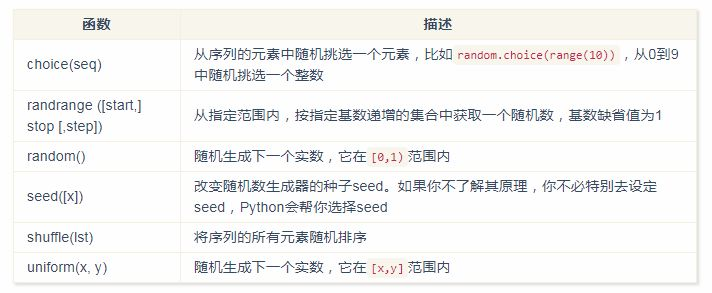 函数 描述
choice(seq) 从序列的元素中随机挑选一个元素，比如random.choice(range(10))，从0到9
中随机挑选一个整数
randrange ([start,]
stop [,step]) 从指定范围内，按指定基数递增的集合中获取一个随机数，基数缺省值为1
random() 随机生成下一个实数，它在[0,1)范围内
seed([x]) 改变随机数生成器的种子seed。如果你不了解其原理，你不必特别去设定
seed，Python会帮你选择seed
shuffle(lst) 将序列的所有元素随机排序
uniform(x, y) 随机生成下一个实数，它在[x,y]范围内